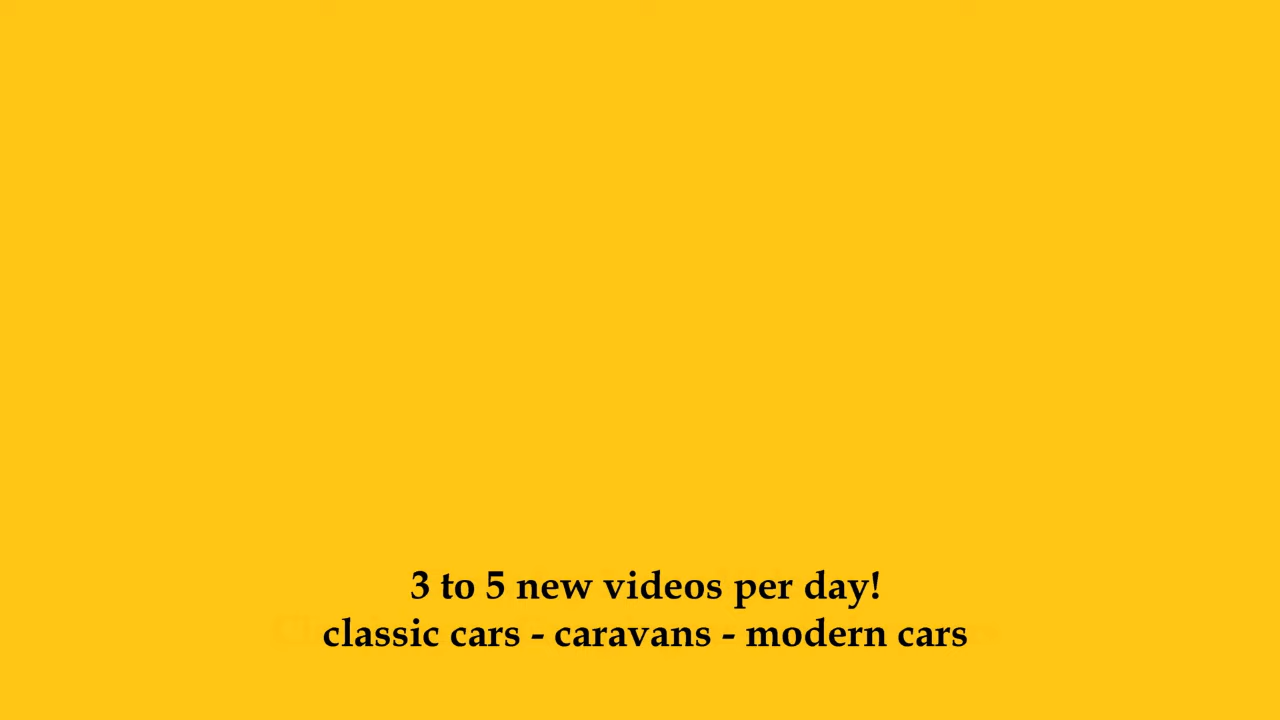 3 to 5 new videos per day!
classic cars - caravans - modern cars